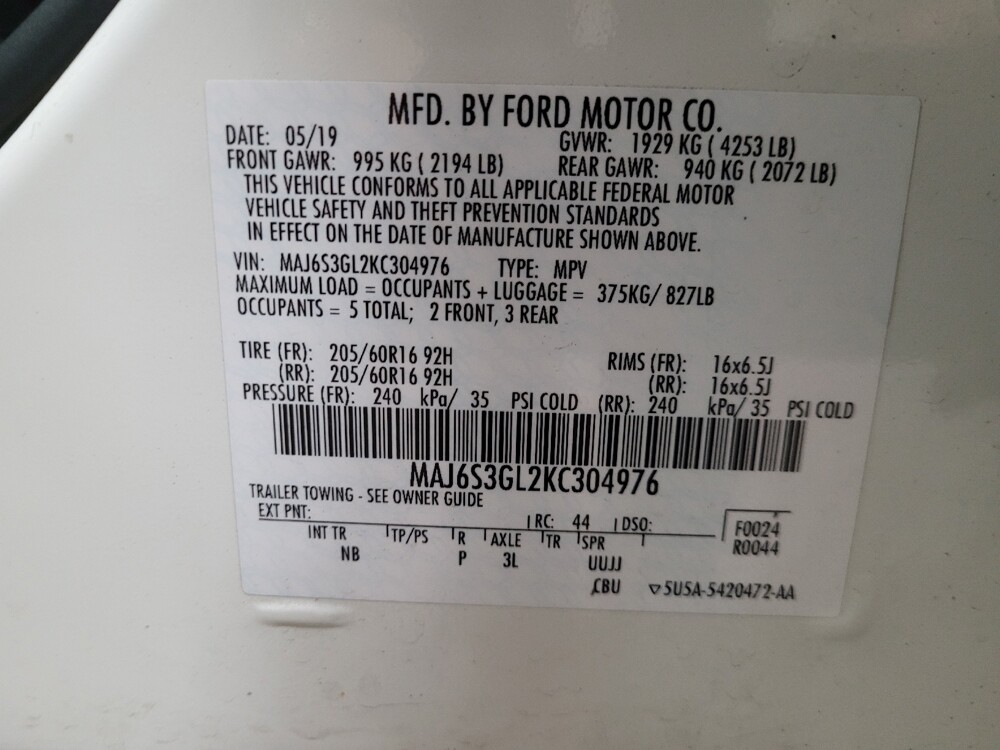 MFD. BY FORD MOTOR CO.
DATE: 05/19 GVWR: 1929 KG ( 4253 LB)
FRONT GAWR: 995 KG ( 2194 LB) REAR GAWR: 940 KG ( 2072 LB)
THIS VEHICLE CONFORMS TO ALL APPLICABLE FEDERAL MOTOR
VEHICLE SAFETY AND THEFT PREVENTION STANDARDS
IN EFFECT ON THE DATE OF MANUFACTURE SHOWN ABOVE.
VIN: MAJ6S3GL2KC304976 TYPE: MPV
MAXIMUM LOAD = OCCUPANTS + LUGGAGE = 375KG/ 827LB
OCCUPANTS = 5 TOTAL; 2 FRONT, 3 REAR
TIRE (FR): 205/60R16 92H RIMS (FR): 16x6.5J
(RR): 205/60R16 92H (RR): 16x6.5J
PRESSURE (FR): 240 kPa/ 35 PSI COLD (RR): 240 kPa/ 35 PSI COLD
MAJ6S3GL2KC304976
TRAILER TOWING - SEE OWNER GUIDE
EXT PNT: RC: 44 DSO: F0024
INT TR TP/PS R AXLE TR SPR R0044
NB P 3L UUJJ
CBU 5U5A-5420472-AA